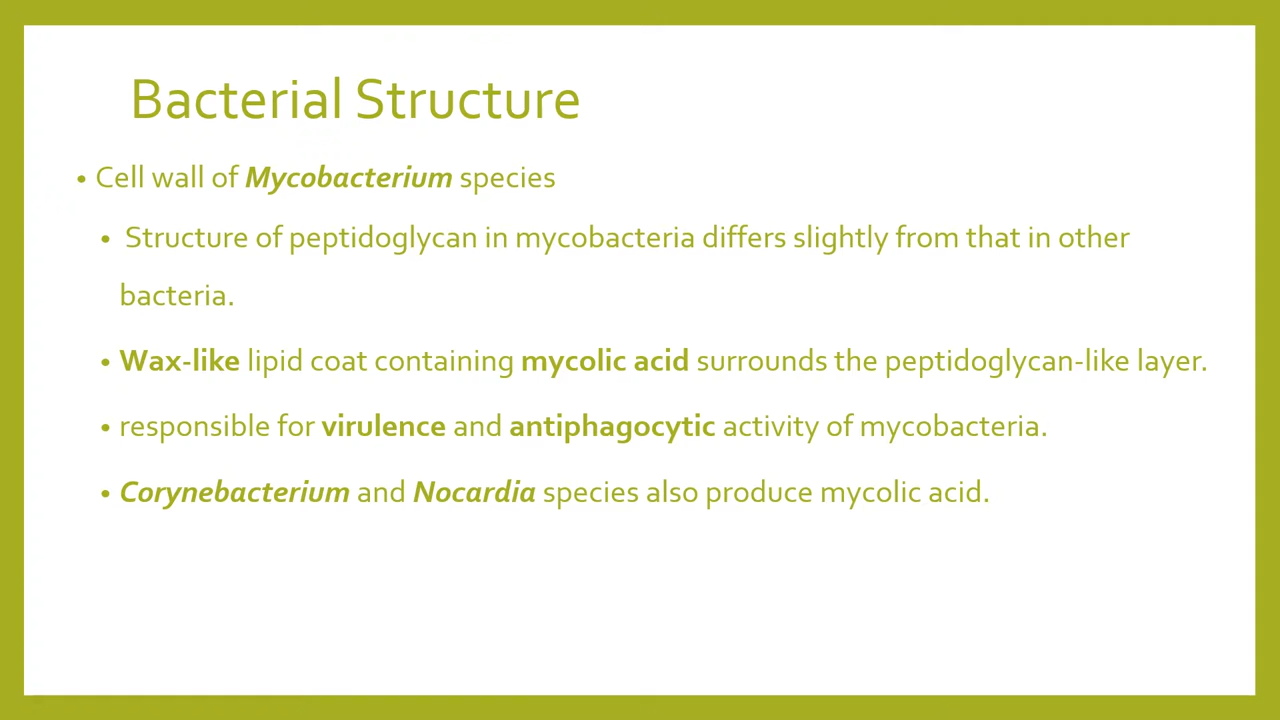 Bacterial Structure
• Cell wall of Mycobacterium species
• Structure of peptidoglycan in mycobacteria differs slightly from that in other
bacteria.
• Wax-like lipid coat containing mycolic acid surrounds the peptidoglycan-like layer.
• responsible for virulence and antiphagocytic activity of mycobacteria.
• Corynebacterium and Nocardia species also produce mycolic acid.